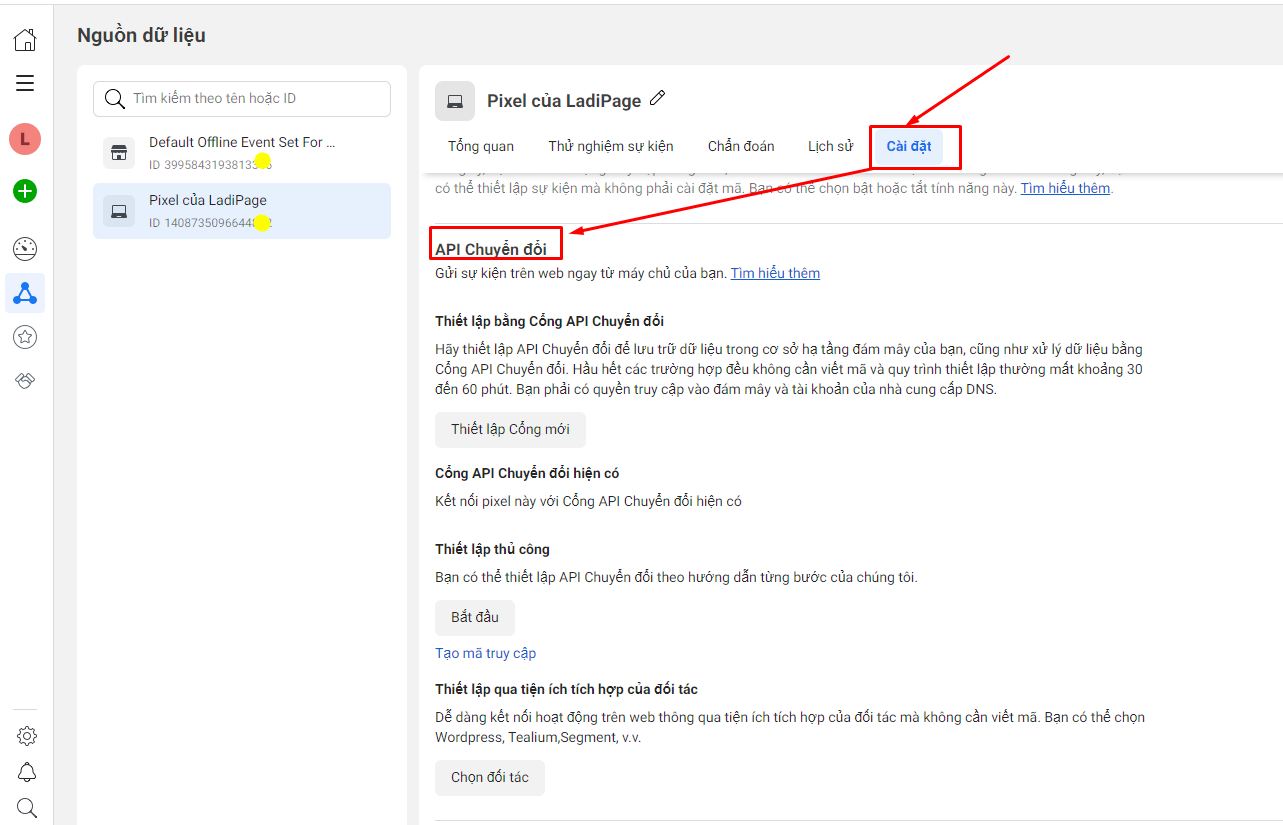 Nguồn dữ liệu
Tìm kiếm theo tên hoặc ID
L
Default Offline Event Set For ...
Pixel của LadiPage
ID
Pixel của LadiPage
Tổng quan
Thử nghiệm sự kiện
Chẩn đoán
Lịch sử
Cài đặt
có thể thiết lập sự kiện mà không phải cài đặt mã. Bạn có thể chọn bật hoặc tắt tính năng này. Tìm hiểu thêm.
API Chuyển đổi
Gửi sự kiện trên web ngay từ máy chủ của bạn. Tìm hiểu thêm
Thiết lập bằng Cổng API Chuyển đổi
Hãy thiết lập API Chuyển đổi để lưu trữ dữ liệu trong cơ sở hạ tầng đám mây của bạn, cũng như xử lý dữ liệu bằng
Cổng API Chuyển đổi. Hầu hết các trường hợp đều không cần viết mã và quy trình thiết lập thường mất khoảng 30
đến 60 phút. Bạn phải có quyền truy cập vào đám mây và tài khoản của nhà cung cấp DNS.
Thiết lập Cổng mới
Cổng API Chuyển đổi hiện có
Kết nối pixel này với Cổng API Chuyển đổi hiện có
Thiết lập thủ công
Bạn có thể thiết lập API Chuyển đổi theo hướng dẫn từng bước của chúng tôi.
Bắt đầu
Tạo mã truy cập
Thiết lập qua tiện ích tích hợp của đối tác
Dễ dàng kết nối hoạt động trên web thông qua tiện ích tích hợp của đối tác mà không cần viết mã. Bạn có thể chọn
Wordpress, Tealium,Segment, v.v.
Chọn đối tác